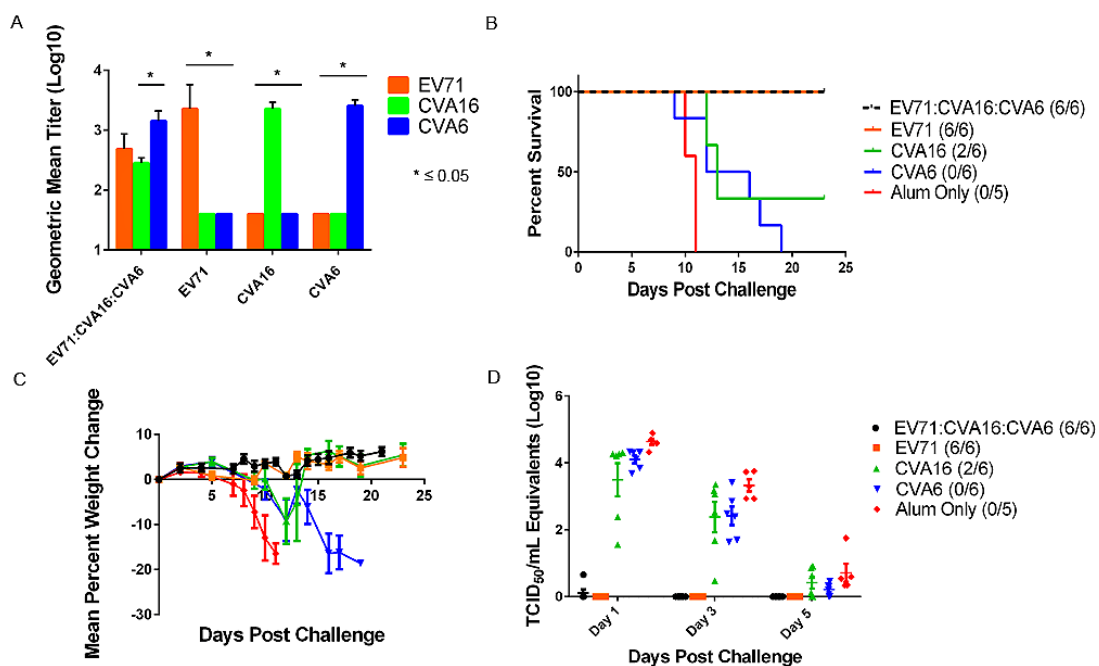 A
Geometric Mean Titer (Log10)
4
3
2
1
*
*
*
*
EV71
CVA16
CVA6
* ≤ 0.05
EV71:CVA16:CVA6
EV71
CVA16
CVA6
B
Percent Survival
100
50
0
0
5
10
15
20
25
Days Post Challenge
EV71:CVA16:CVA6 (6/6)
EV71 (6/6)
CVA16 (2/6)
CVA6 (0/6)
Alum Only (0/5)
C
Mean Percent Weight Change
10
0
-10
-20
-30
5
10
15
20
25
Days Post Challenge
D
TCID50/mL Equivalents (Log10)
6
4
2
0
Day 1
Day 3
Day 5
Days Post Challenge
EV71:CVA16:CVA6 (6/6)
EV71 (6/6)
CVA16 (2/6)
CVA6 (0/6)
Alum Only (0/5)